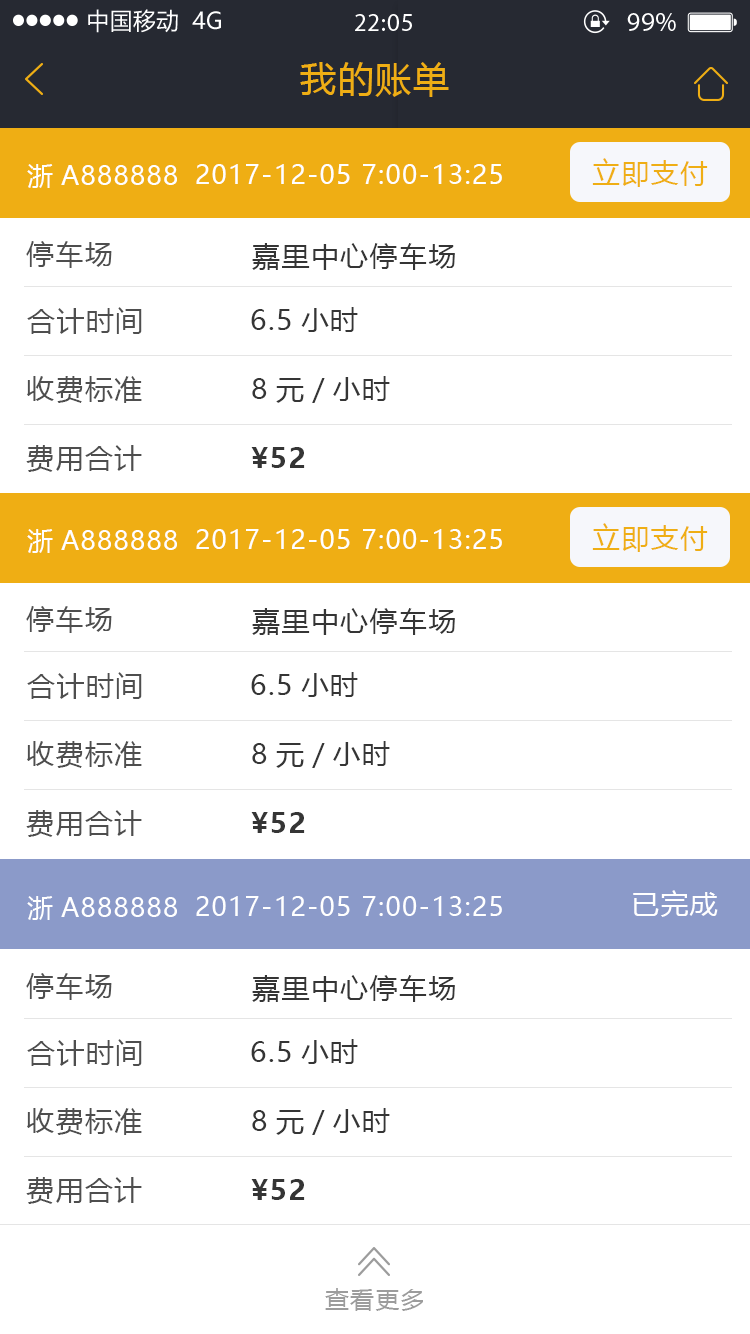 中国移动 4G 22:05 99%
我的账单
浙 A888888 2017-12-05 7:00-13:25 立即支付
停车场 嘉里中心停车场
合计时间 6.5 小时
收费标准 8 元 / 小时
费用合计 ¥52
浙 A888888 2017-12-05 7:00-13:25 立即支付
停车场 嘉里中心停车场
合计时间 6.5 小时
收费标准 8 元 / 小时
费用合计 ¥52
浙 A888888 2017-12-05 7:00-13:25 已完成
停车场 嘉里中心停车场
合计时间 6.5 小时
收费标准 8 元 / 小时
费用合计 ¥52
查看更多